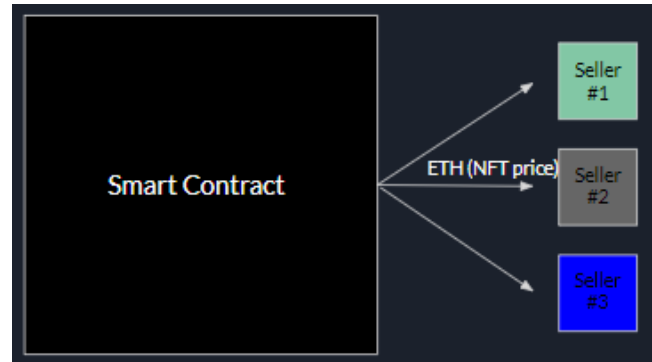 Smart Contract
ETH (NFT price)
Seller
#1
Seller
#2
Seller
#3